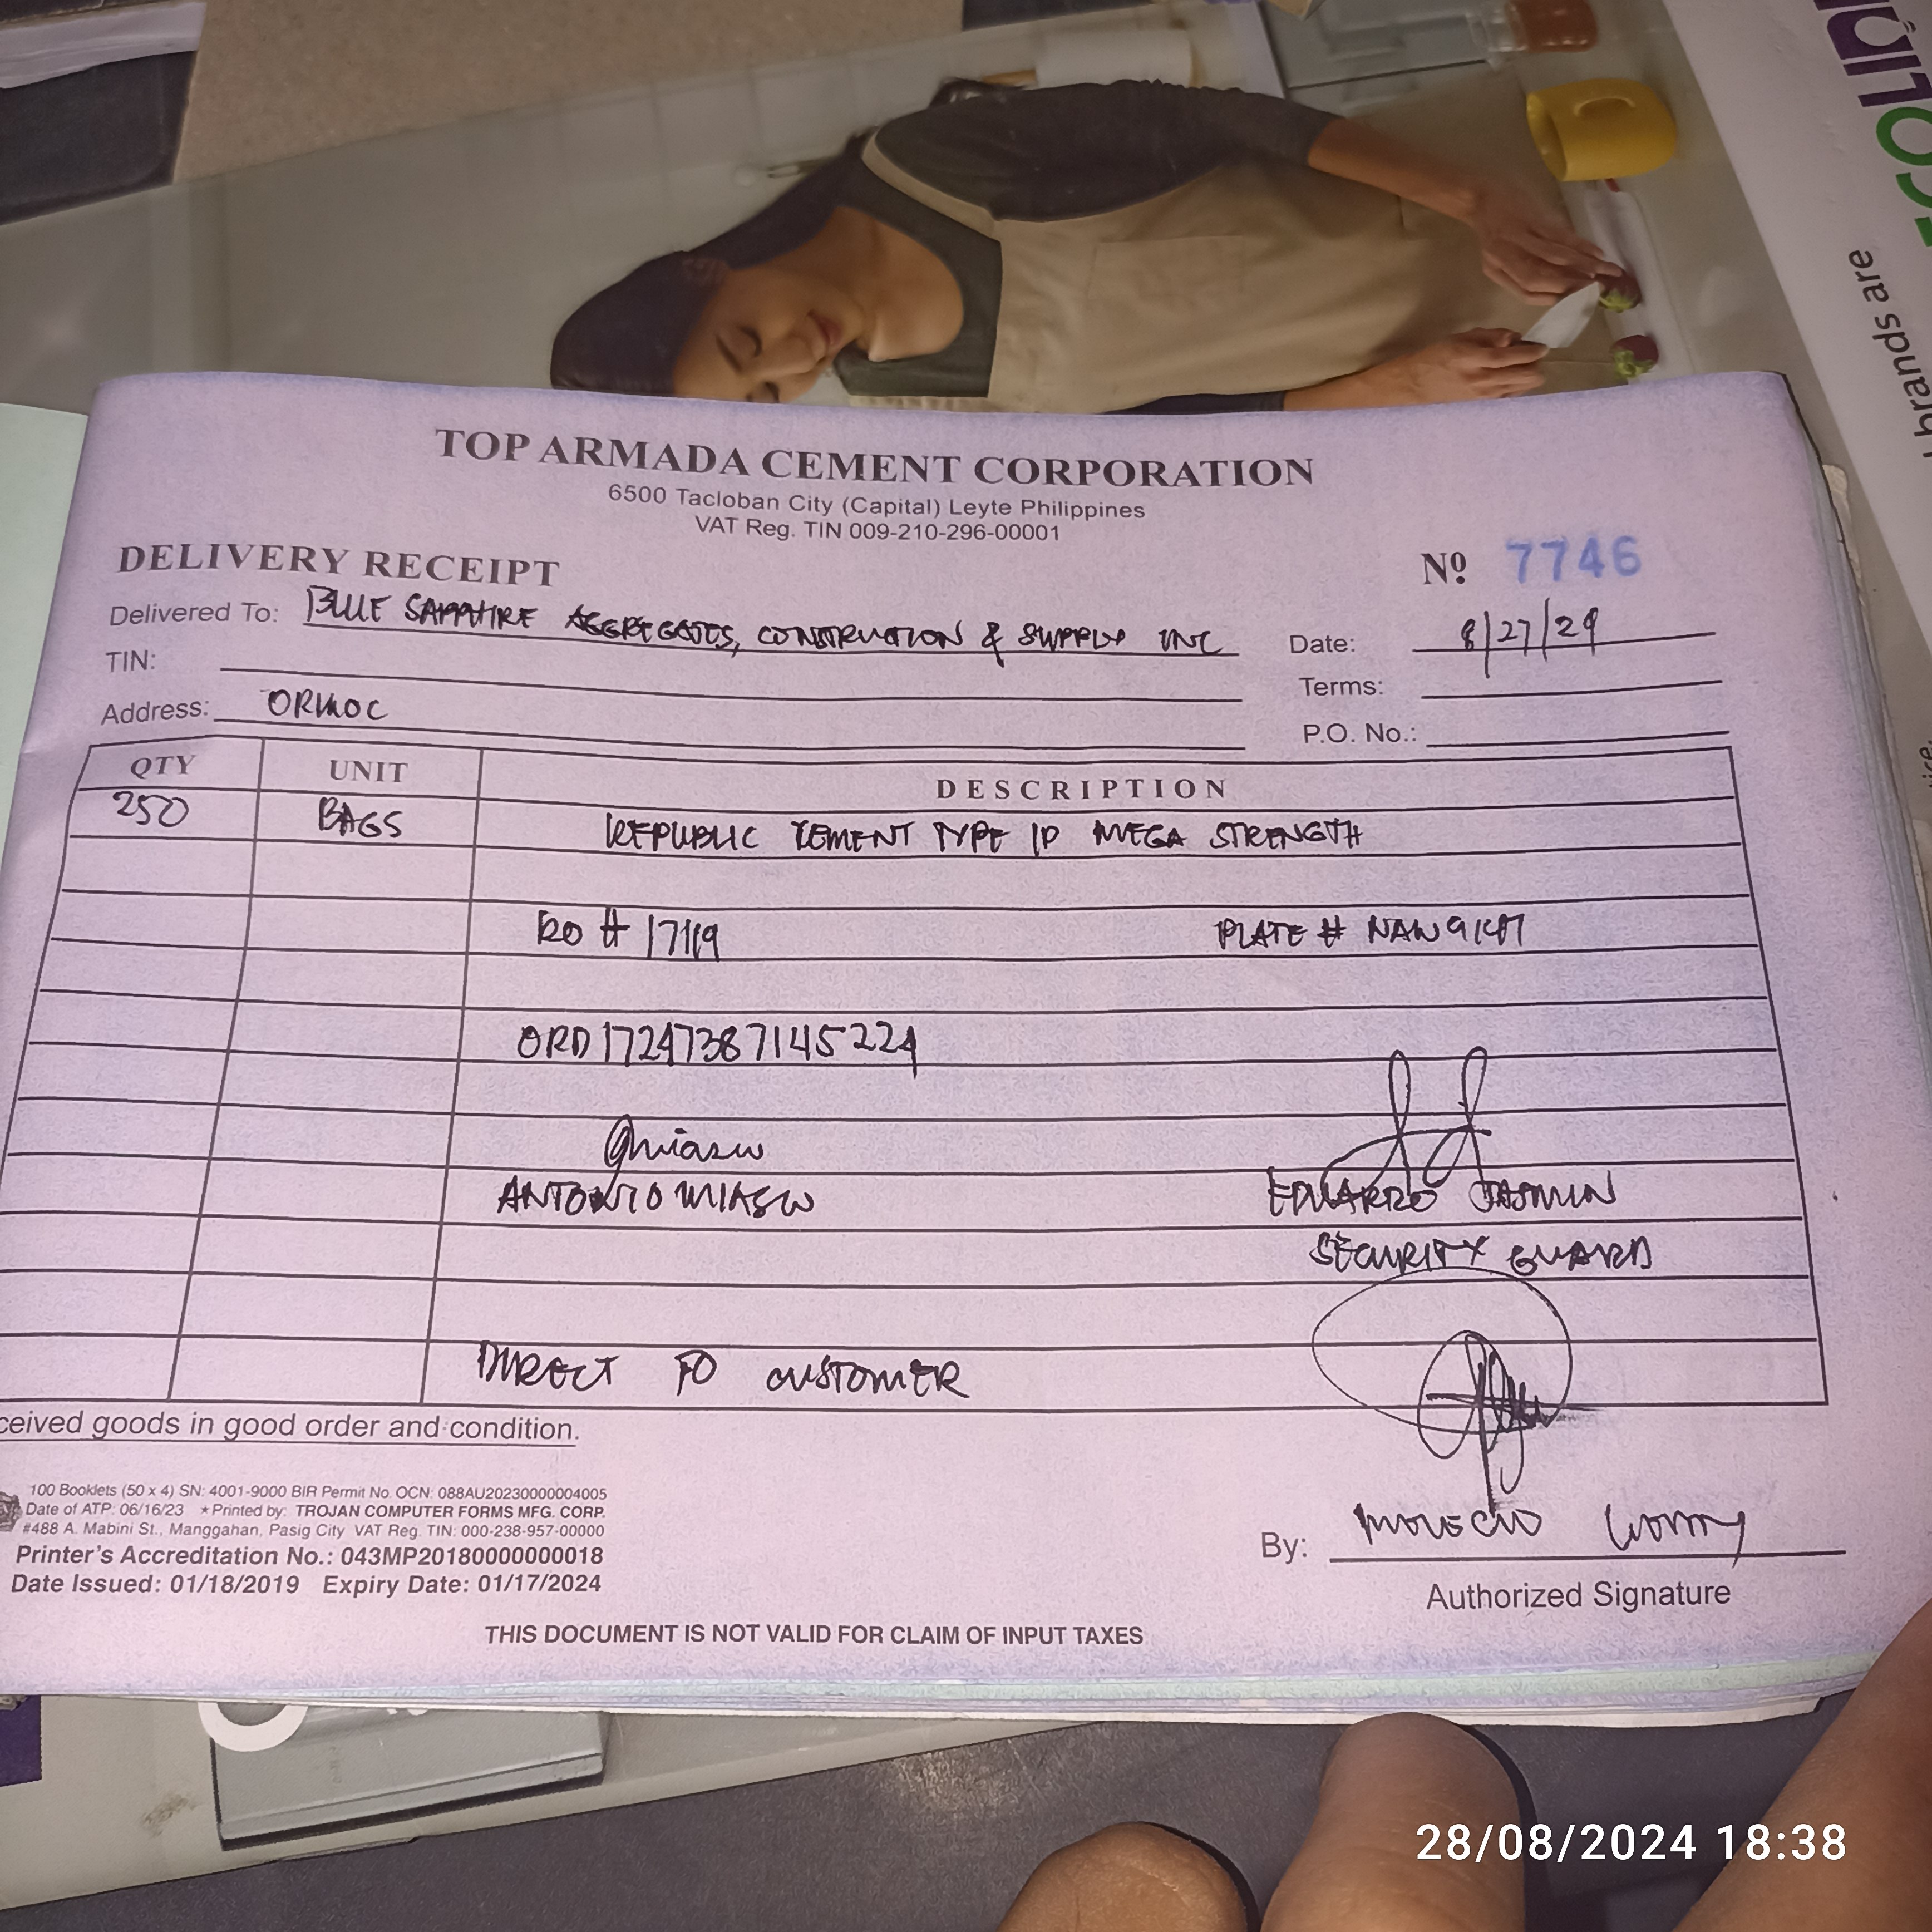 brands are
TOP ARMADA CEMENT CORPORATION
6500 Tacloban City (Capital) Leyte Philippines
VAT Reg. TIN 009-210-296-00001
DELIVERY RECEIPT
Nº 7746
Delivered To: BLUE SAPPHIRE AGGREGATES, CONSTRUCTION & SUPPLY INC
Date: 8/27/24
TIN:
Terms:
Address: ORMOC
P.O. No.:
QTY UNIT DESCRIPTION
250 BAGS REPUBLIC CEMENT TYPE 1P MEGA STRENGTH
RO # 17119 PLATE # NAW
ORD17247387145224
ANTONIO EDUARDO JASMIN
SECURITY GUARD
DIRECT TO CUSTOMER
ceived goods in good order and condition.
100 Booklets (50 x 4) SN: 4001-9000 BIR Permit No. OCN: 088AU20230000004005
Date of ATP: 06/16/23 ★Printed by: TROJAN COMPUTER FORMS MFG. CORP.
#488 A. Mabini St., Manggahan, Pasig City VAT Reg. TIN: 000-238-957-00000
Printer's Accreditation No.: 043MP20180000000018
Date Issued: 01/18/2019 Expiry Date: 01/17/2024
By:
Authorized Signature
THIS DOCUMENT IS NOT VALID FOR CLAIM OF INPUT TAXES
28/08/2024 18:38